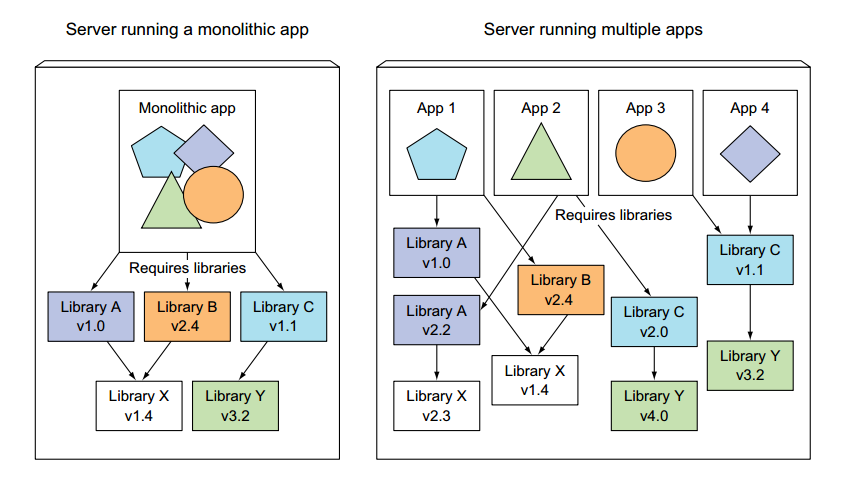 Server running a monolithic app
Server running multiple apps
Monolithic app
Requires libraries
Library A
v1.0
Library B
v2.4
Library C
v1.1
Library X
v1.4
Library Y
v3.2
App 1
App 2
App 3
App 4
Requires libraries
Library A
v1.0
Library C
v1.1
Library B
v2.4
Library A
v2.2
Library C
v2.0
Library Y
v3.2
Library X
v1.4
Library X
v2.3
Library Y
v4.0